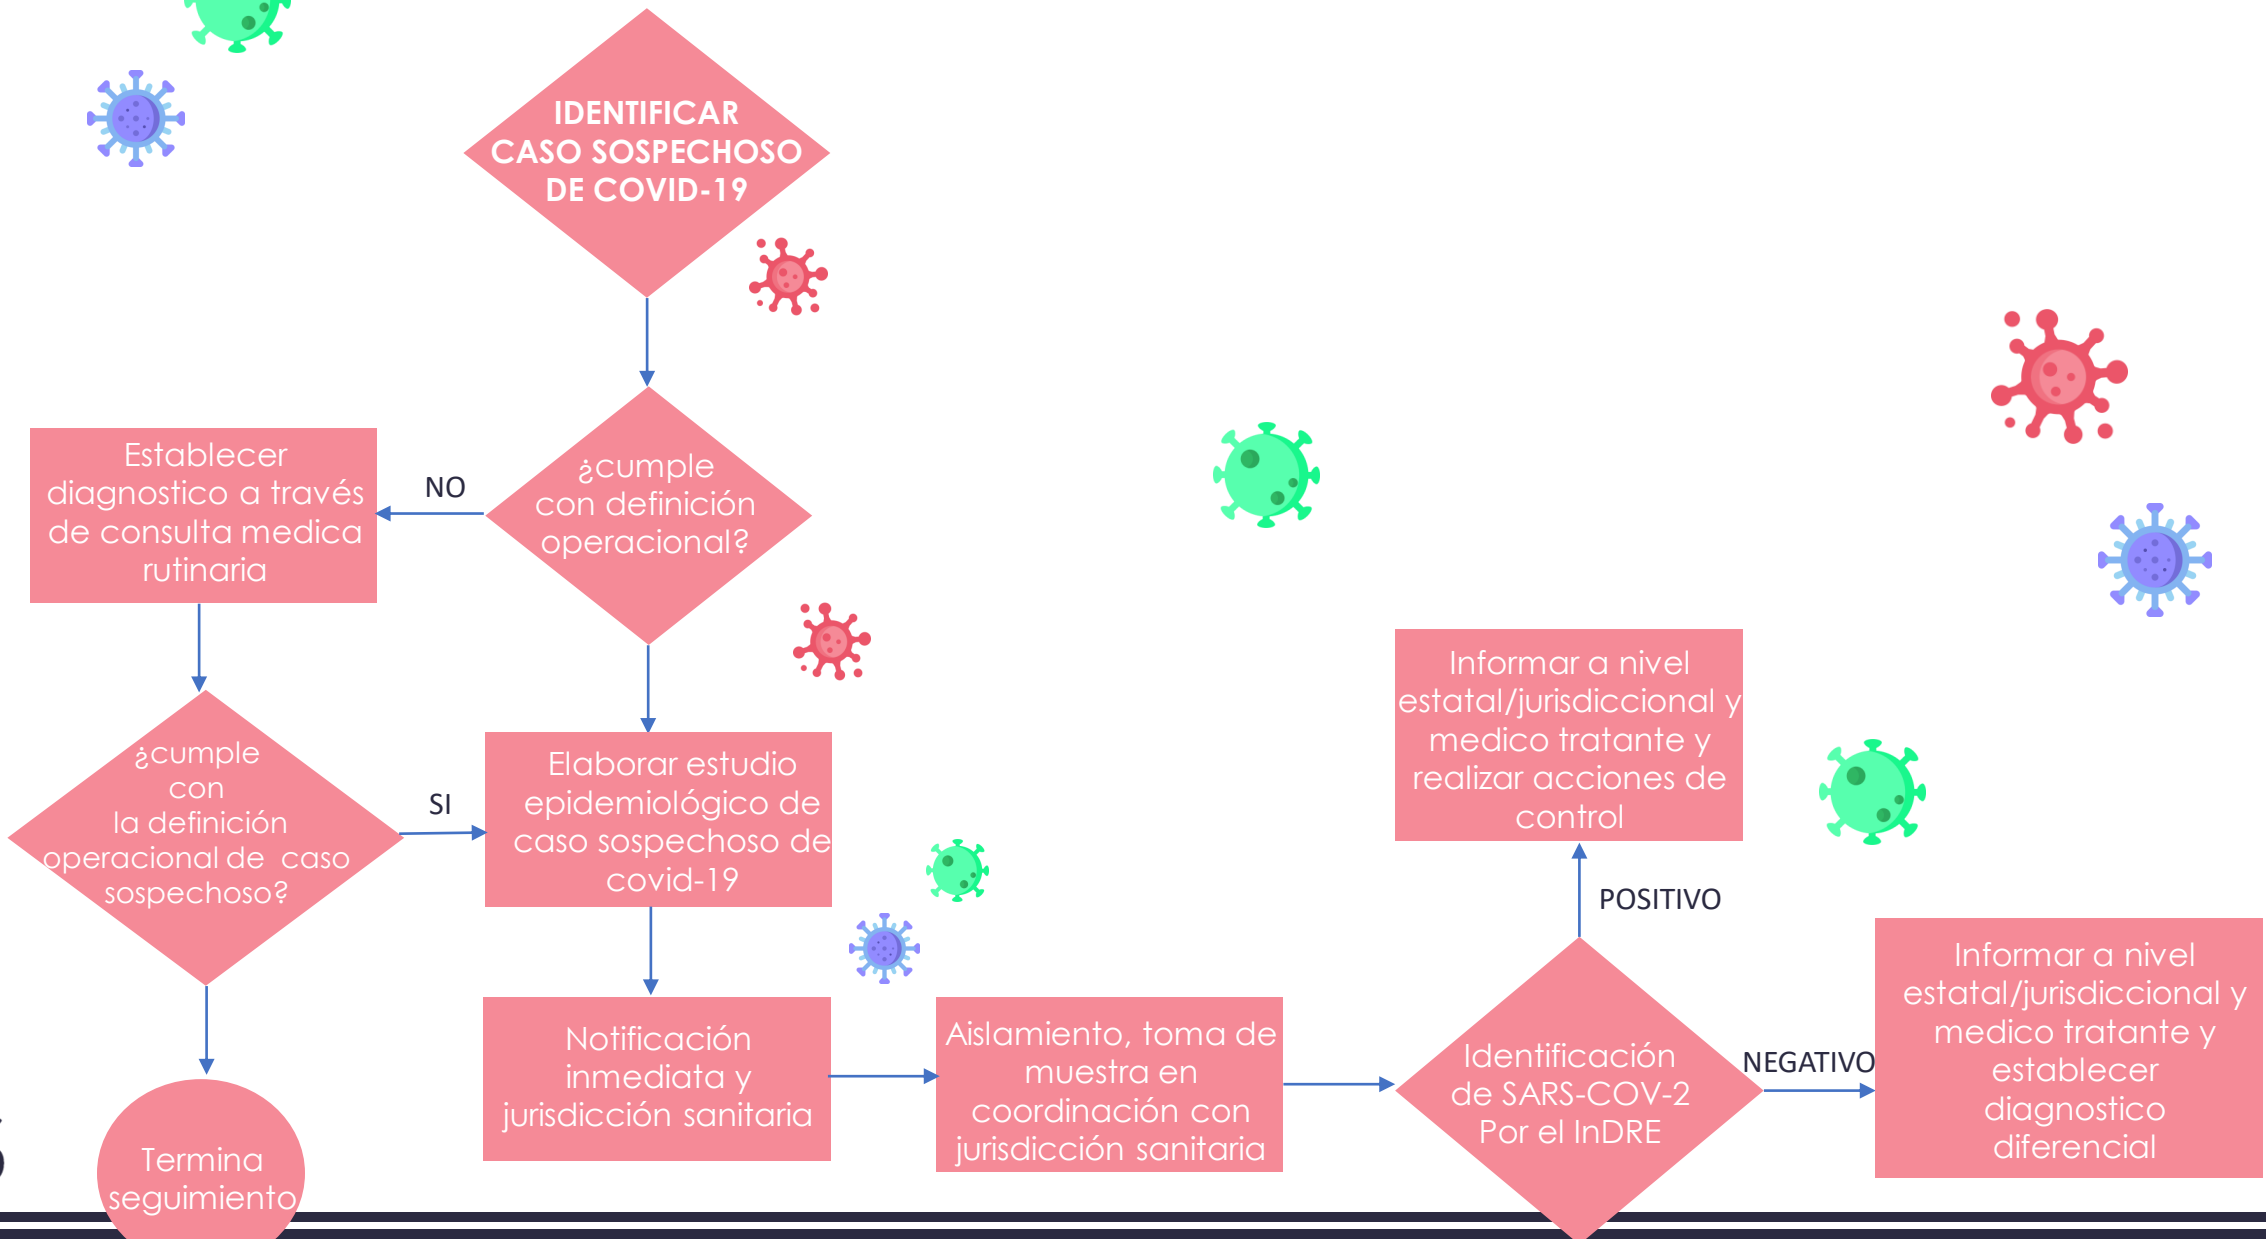 IDENTIFICAR
CASO SOSPECHOSO
DE COVID-19
¿cumple
con definición
operacional?
NO
Establecer
diagnostico a través
de consulta medica
rutinaria
¿cumple
con
la definición
operacional de caso
sospechoso?
SI
Elaborar estudio
epidemiológico de
caso sospechoso de
covid-19
Termina
seguimiento
Notificación
inmediata y
jurisdicción sanitaria
Aislamiento, toma de
muestra en
coordinación con
jurisdicción sanitaria
Identificación
de SARS-COV-2
Por el InDRE
POSITIVO
Informar a nivel
estatal/jurisdiccional y
medico tratante y
realizar acciones de
control
NEGATIVO
Informar a nivel
estatal/jurisdiccional y
medico tratante y
establecer
diagnostico
diferencial